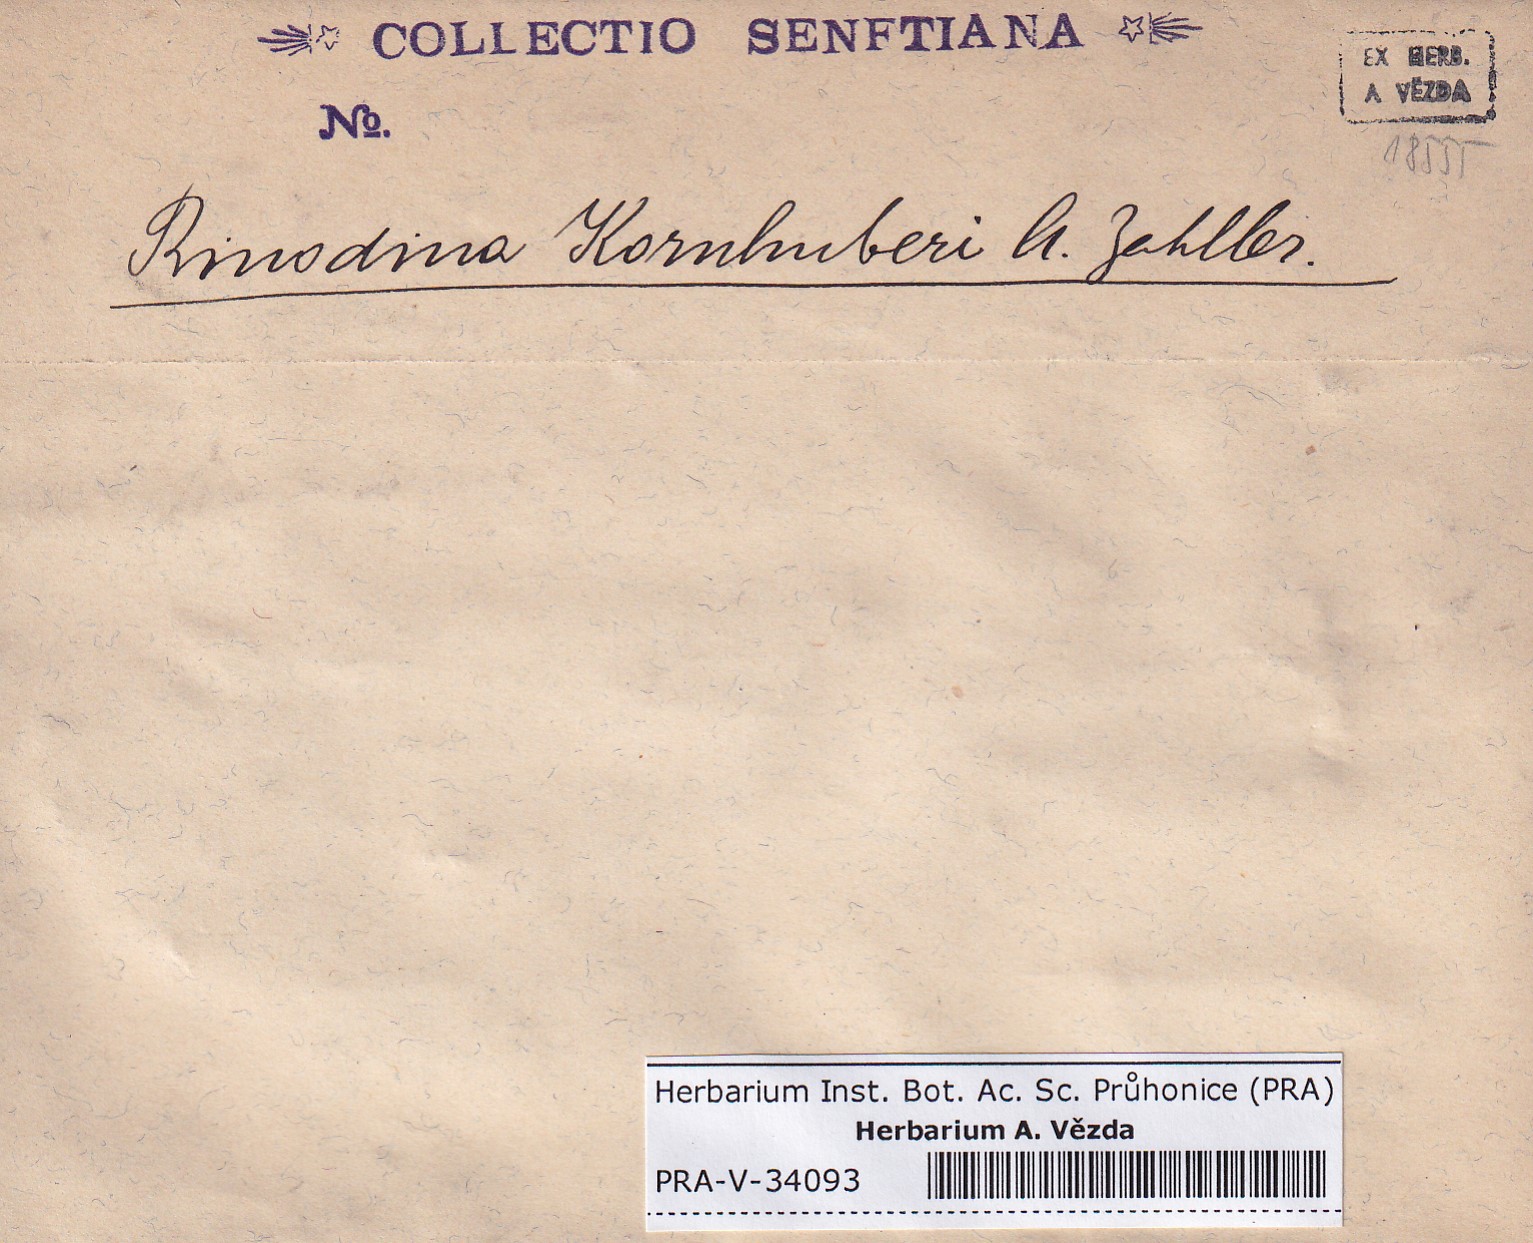 COLLECTIO SENFTIANA
EX HERB.
A VĚZDA
No.
18555
Rinodina Kornhuberi A. Zahlbr.
Herbarium Inst. Bot. Ac. Sc. Průhonice (PRA)
Herbarium A. Vězda
PRA-V-34093